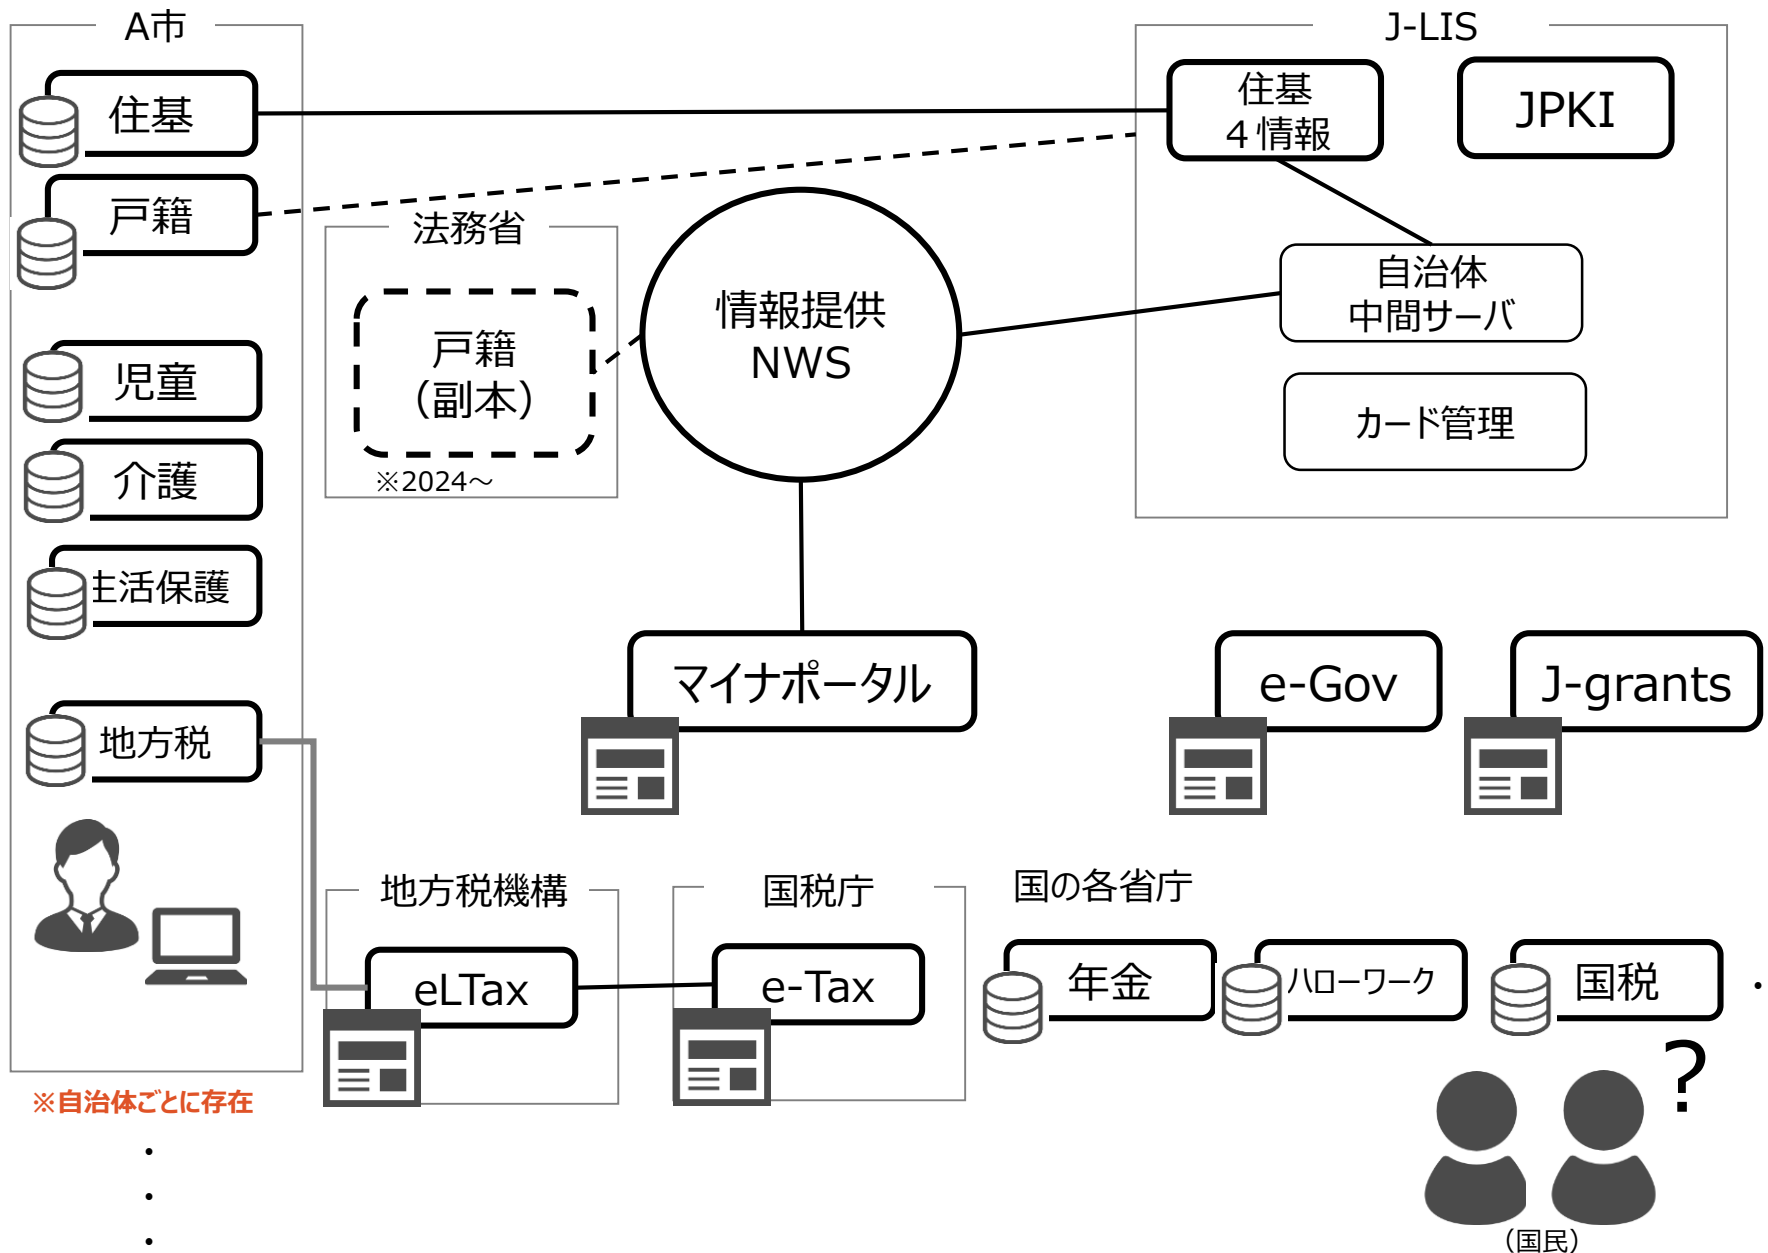 A市
住基
戸籍
児童
介護
生活保護
地方税
※自治体ごとに存在
・
・
・
法務省
戸籍
（副本）
※2024～
情報提供
NWS
J-LIS
住基
４情報
JPKI
自治体
中間サーバ
カード管理
マイナポータル
e-Gov
J-grants
地方税機構
eLTax
国税庁
e-Tax
国の各省庁
年金
ハローワーク
国税
・
?
（国民）